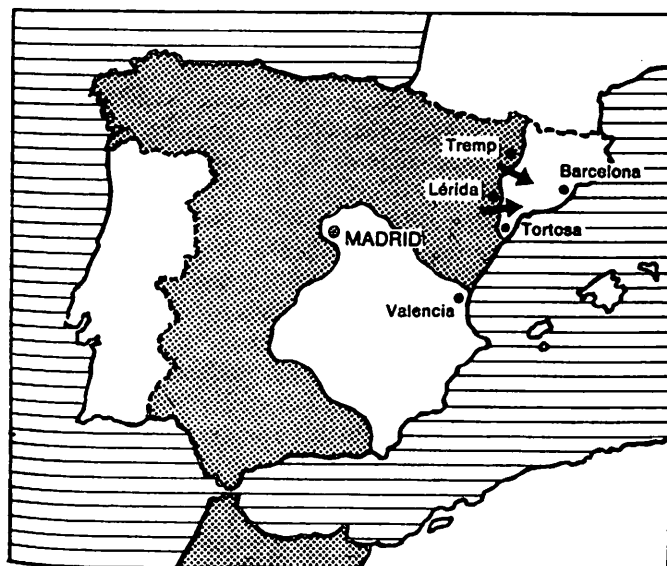 Tremp
Barcelona
Lérida
Tortosa
MADRID
Valencia